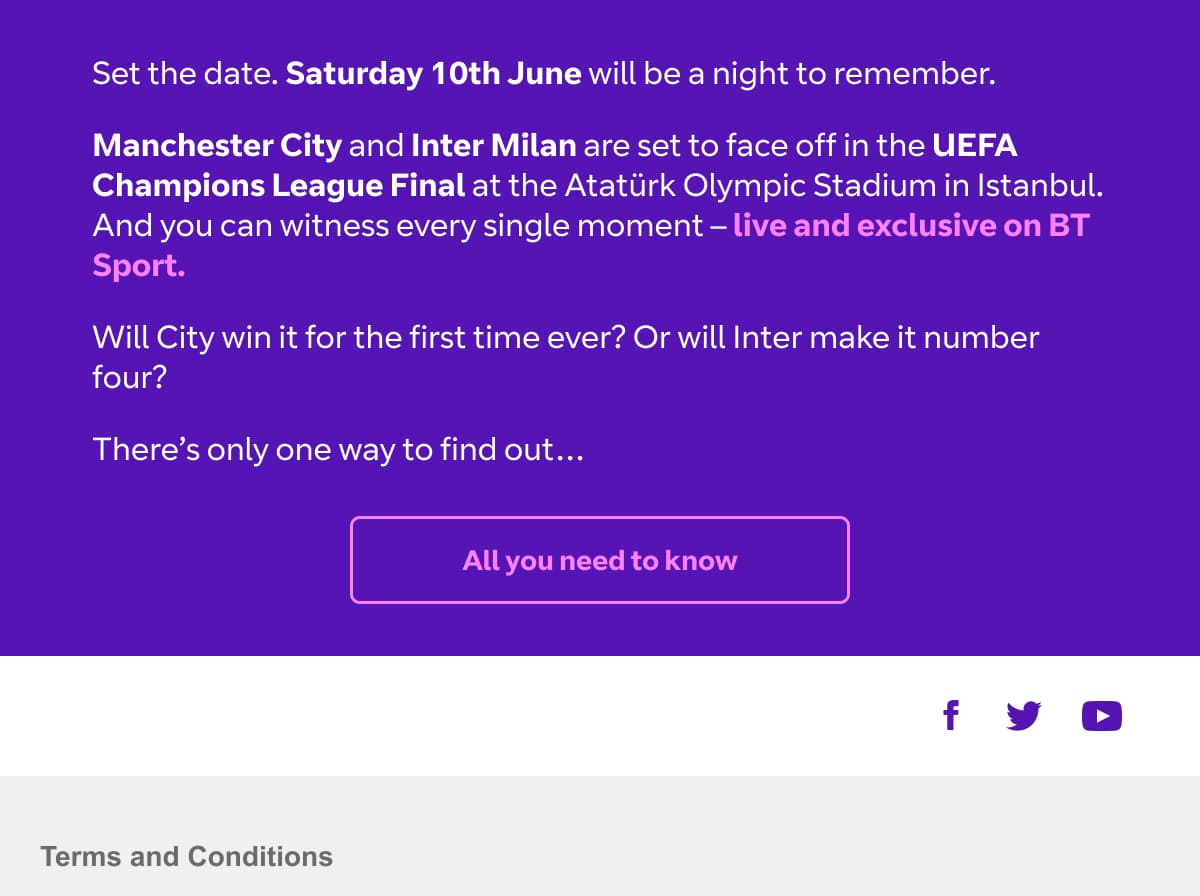 Set the date. Saturday 10th June will be a night to remember.
Manchester City and Inter Milan are set to face off in the UEFA
Champions League Final at the Atatürk Olympic Stadium in Istanbul.
And you can witness every single moment – live and exclusive on BT
Sport.
Will City win it for the first time ever? Or will Inter make it number
four?
There’s only one way to find out…
All you need to know
Terms and Conditions